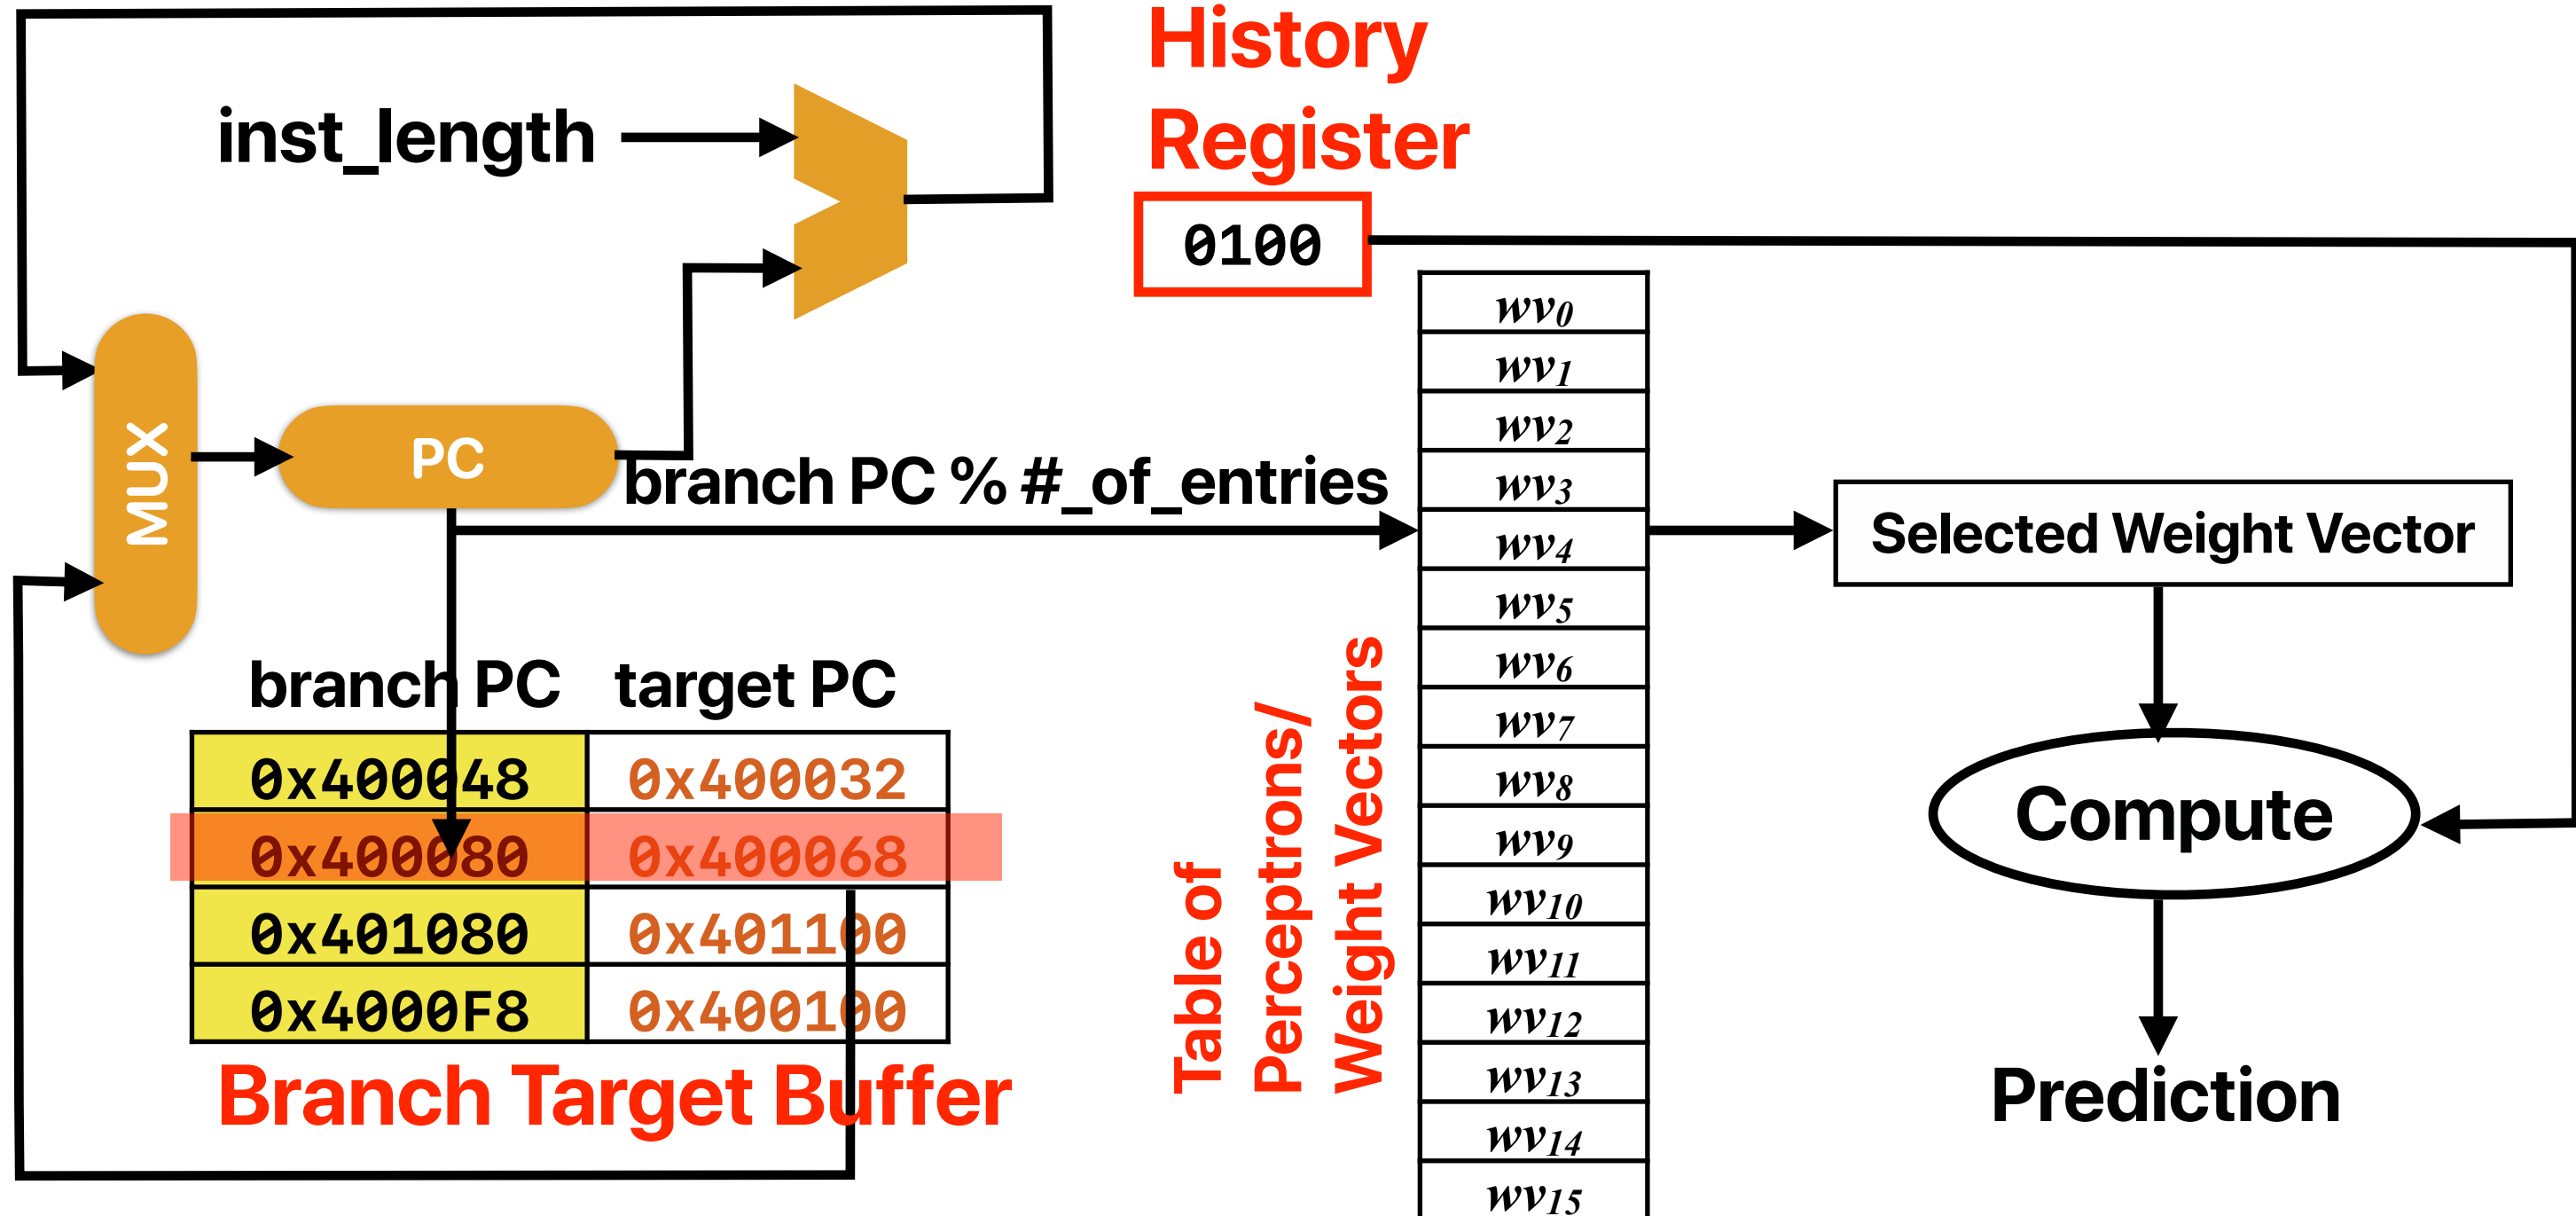 History
Register
inst_length
0100
MUX
PC
branch PC % #_of_entries
branch PC target PC
0x400048 0x400032
0x400080 0x400068
0x401080 0x401100
0x4000F8 0x400100
Branch Target Buffer
Table of
Perceptrons/
Weight Vectors
wv0
wv1
wv2
wv3
wv4
wv5
wv6
wv7
wv8
wv9
wv10
wv11
wv12
wv13
wv14
wv15
Selected Weight Vector
Compute
Prediction